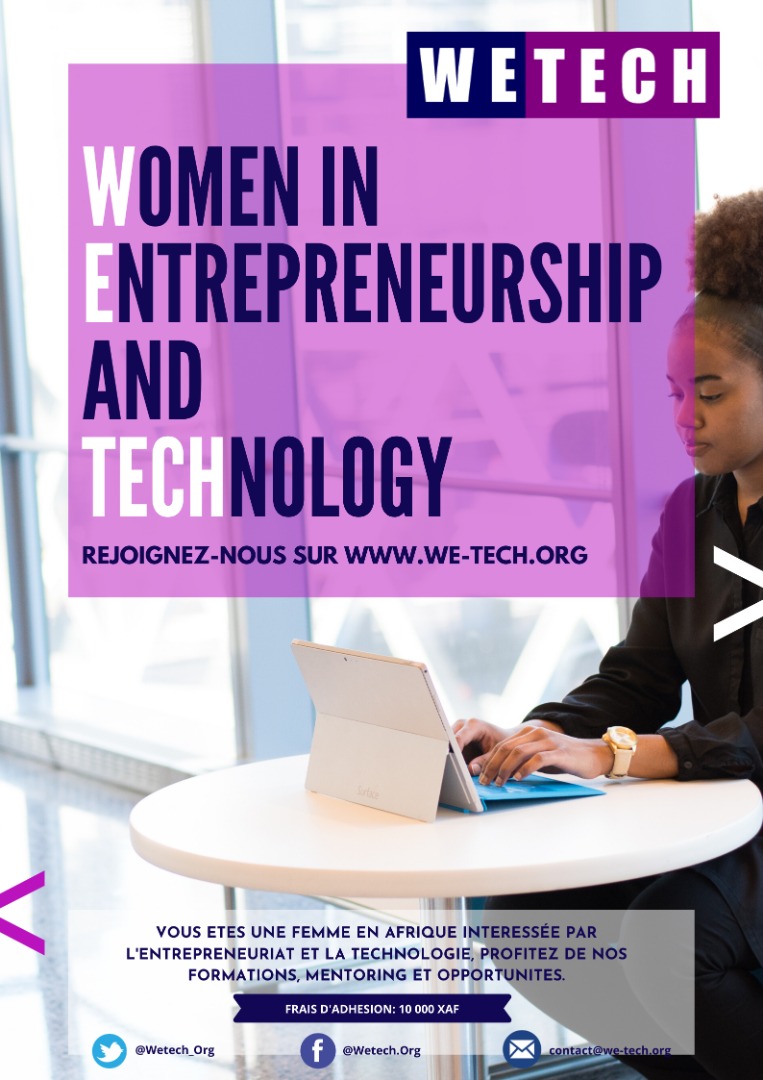 WETECH
WOMEN IN
ENTREPRENEURSHIP
AND
TECHNOLOGY
REJOIGNEZ-NOUS SUR WWW.WE-TECH.ORG
Surface
VOUS ETES UNE FEMME EN AFRIQUE INTERESSÉE PAR
L'ENTREPRENEURIAT ET LA TECHNOLOGIE, PROFITEZ DE NOS
FORMATIONS, MENTORING ET OPPORTUNITES.
FRAIS D'ADHESION: 10 000 XAF
@Wetech_Org @Wetech.Org contact@we-tech.org